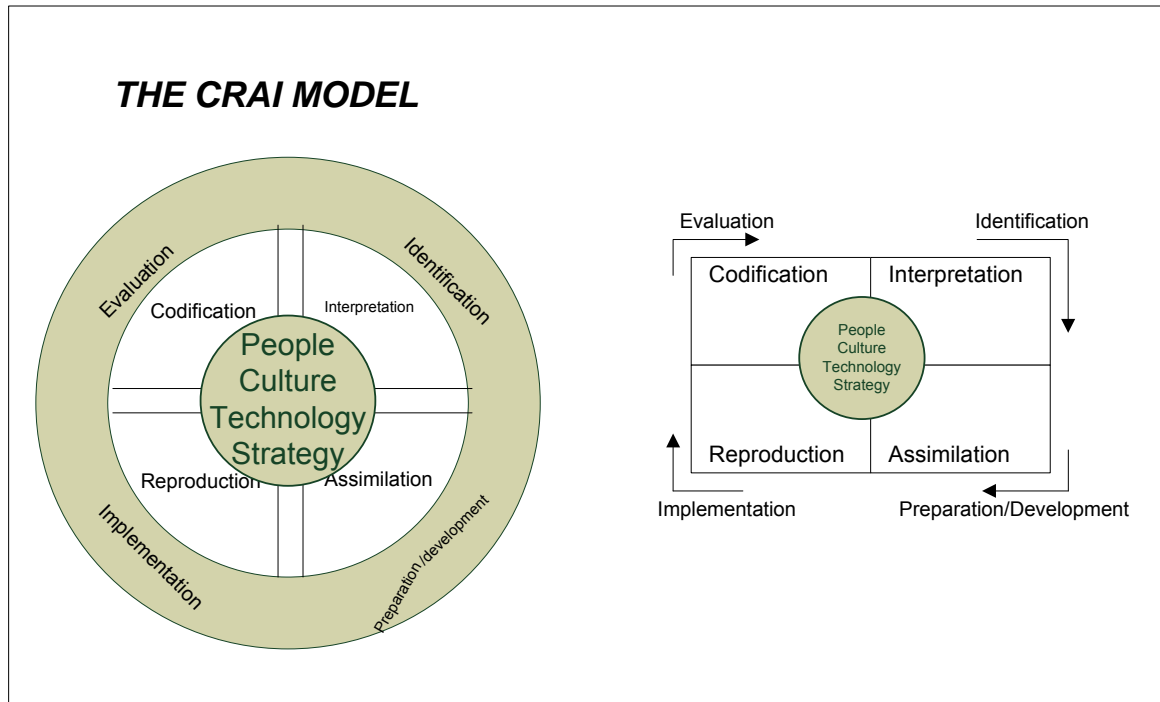 THE CRAI MODEL
Evaluation
Identification
Codification
Interpretation
People
Culture
Technology
Strategy
Reproduction
Assimilation
Implementation
Preparation/development
Evaluation
Identification
Codification
Interpretation
People
Culture
Technology
Strategy
Reproduction
Assimilation
Implementation
Preparation/Development